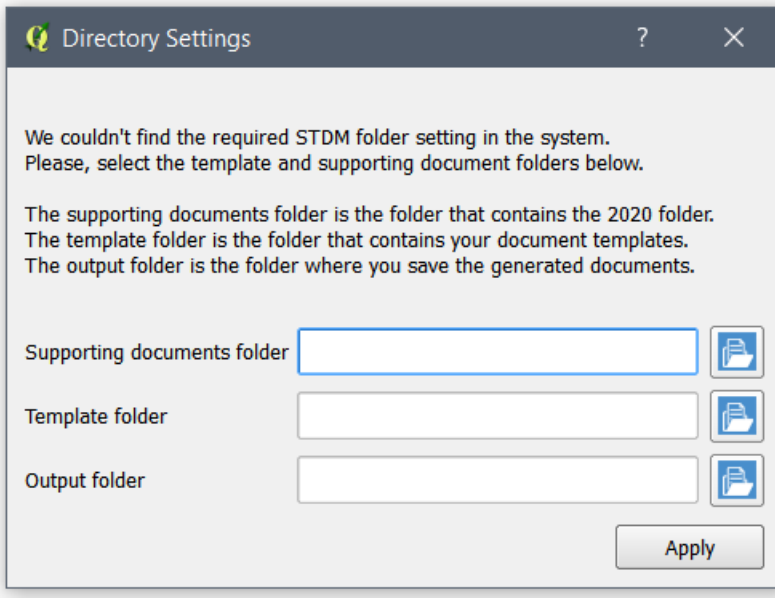 Directory Settings
?
We couldn't find the required STDM folder setting in the system.
Please, select the template and supporting document folders below.
The supporting documents folder is the folder that contains the 2020 folder.
The template folder is the folder that contains your document templates.
The output folder is the folder where you save the generated documents.
Supporting documents folder
Template folder
Output folder
Apply